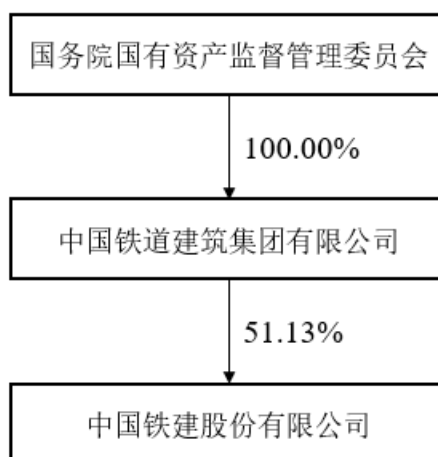 国务院国有资产监督管理委员会
100.00%
中国铁道建筑集团有限公司
51.13%
中国铁建股份有限公司